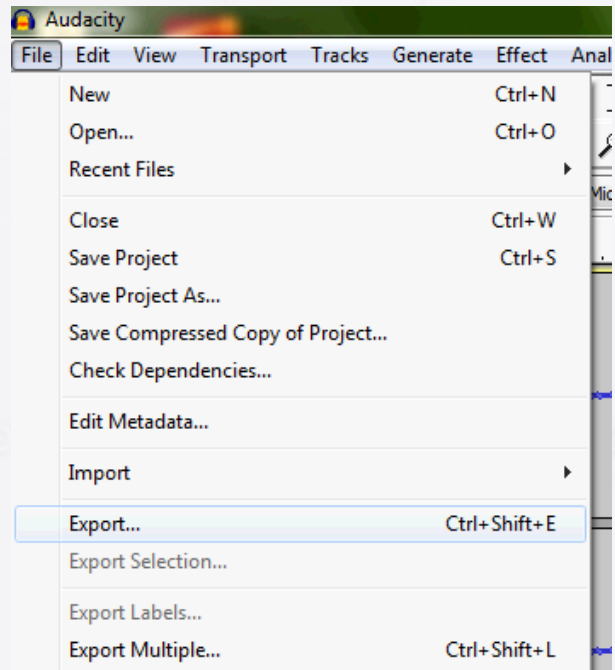 Audacity
File Edit View Transport Tracks Generate Effect Anal
New Ctrl+N
Open... Ctrl+O
Recent Files
Close Ctrl+W
Save Project Ctrl+S
Save Project As...
Save Compressed Copy of Project...
Check Dependencies...
Edit Metadata...
Import
Export... Ctrl+Shift+E
Export Selection...
Export Labels...
Export Multiple... Ctrl+Shift+L